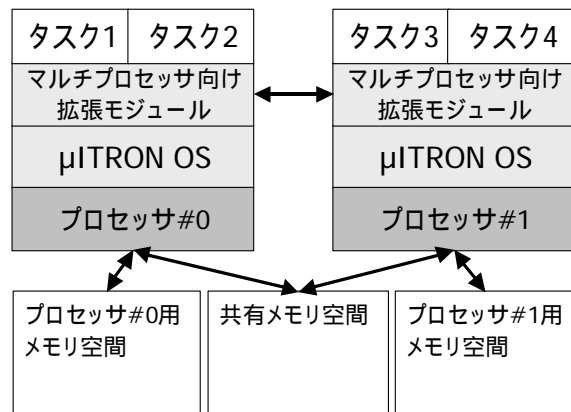 タスク1
タスク2
マルチプロセッサ向け
拡張モジュール
µITRON OS
プロセッサ#0
タスク3
タスク4
マルチプロセッサ向け
拡張モジュール
µITRON OS
プロセッサ#1
プロセッサ#0用
メモリ空間
共有メモリ空間
プロセッサ#1用
メモリ空間